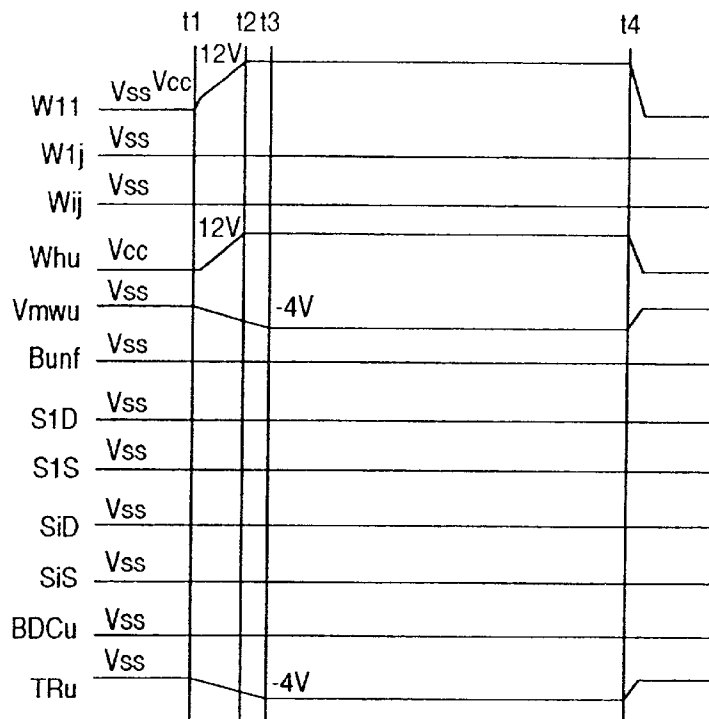 t1 t2 t3 t4
W11 Vss Vcc 12V
W1j Vss
Wij Vss
Whu Vcc 12V
Vmwu Vss -4V
Bunf Vss
S1D Vss
S1S Vss
SiD Vss
SiS Vss
BDCu Vss
TRu Vss -4V